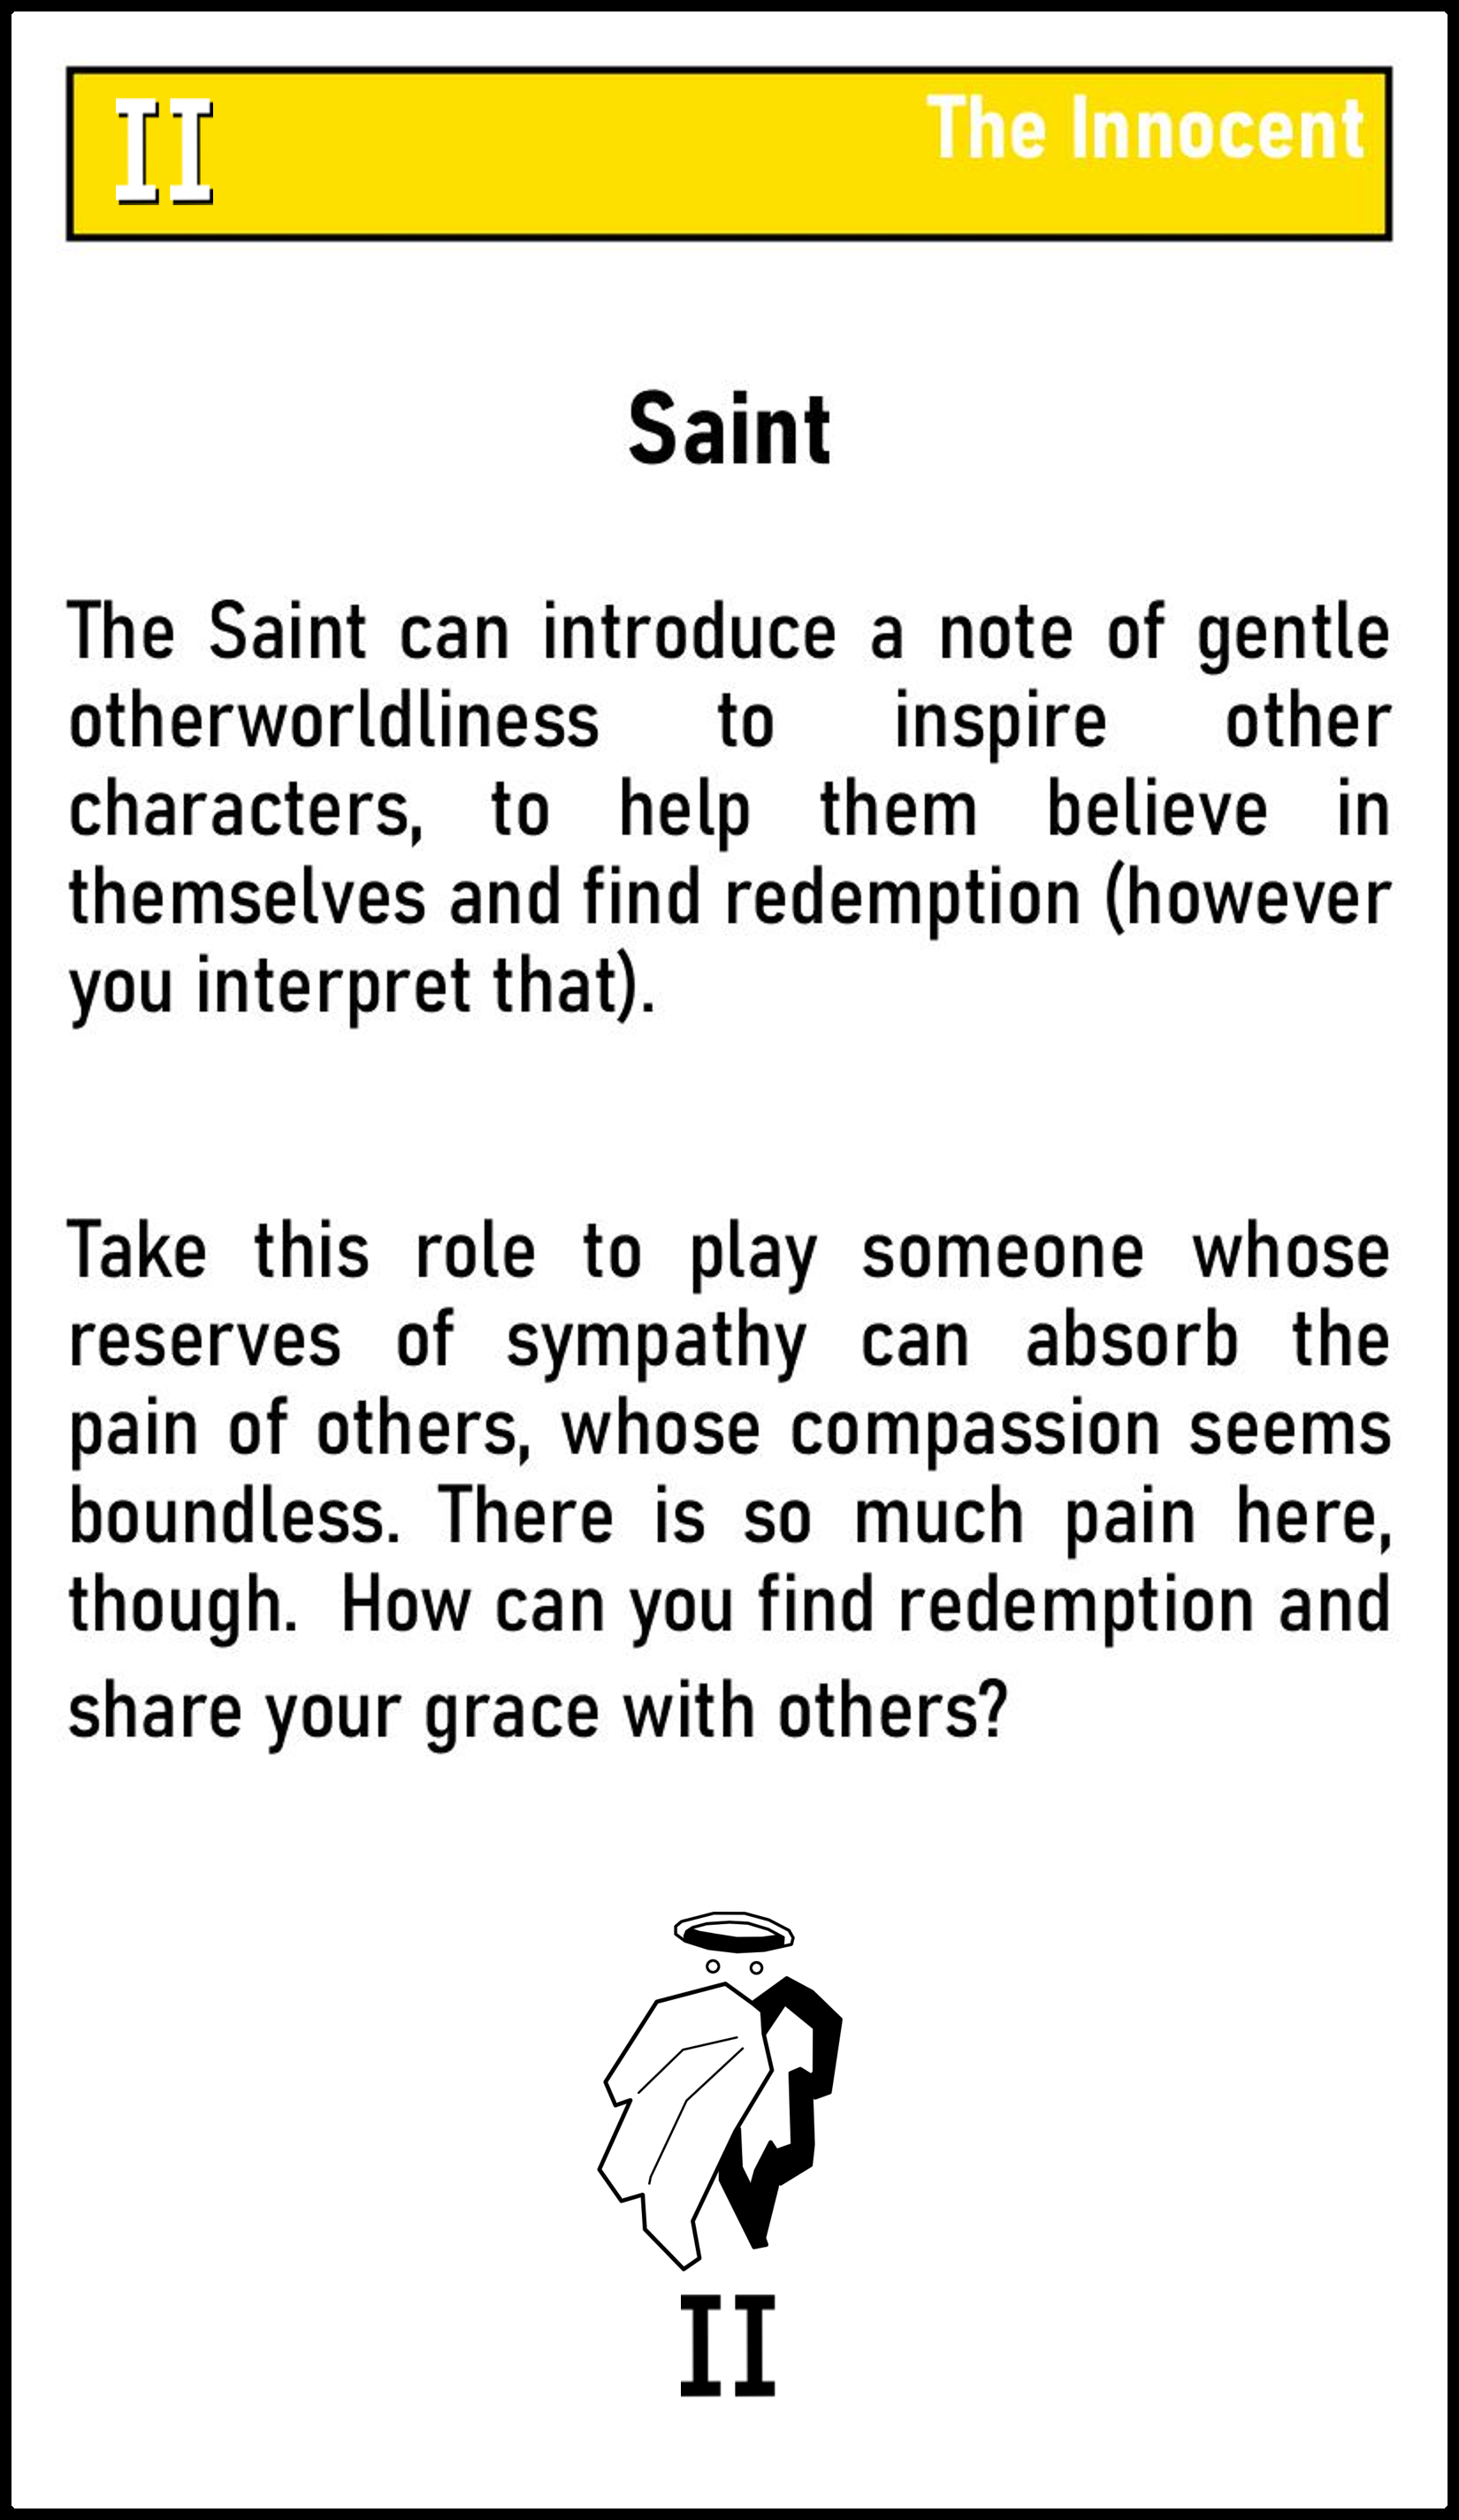 II
The Innocent
Saint
The Saint can introduce a note of gentle
otherworldliness to inspire other
characters, to help them believe in
themselves and find redemption (however
you interpret that).
Take this role to play someone whose
reserves of sympathy can absorb the
pain of others, whose compassion seems
boundless. There is so much pain here,
though. How can you find redemption and
share your grace with others?
II